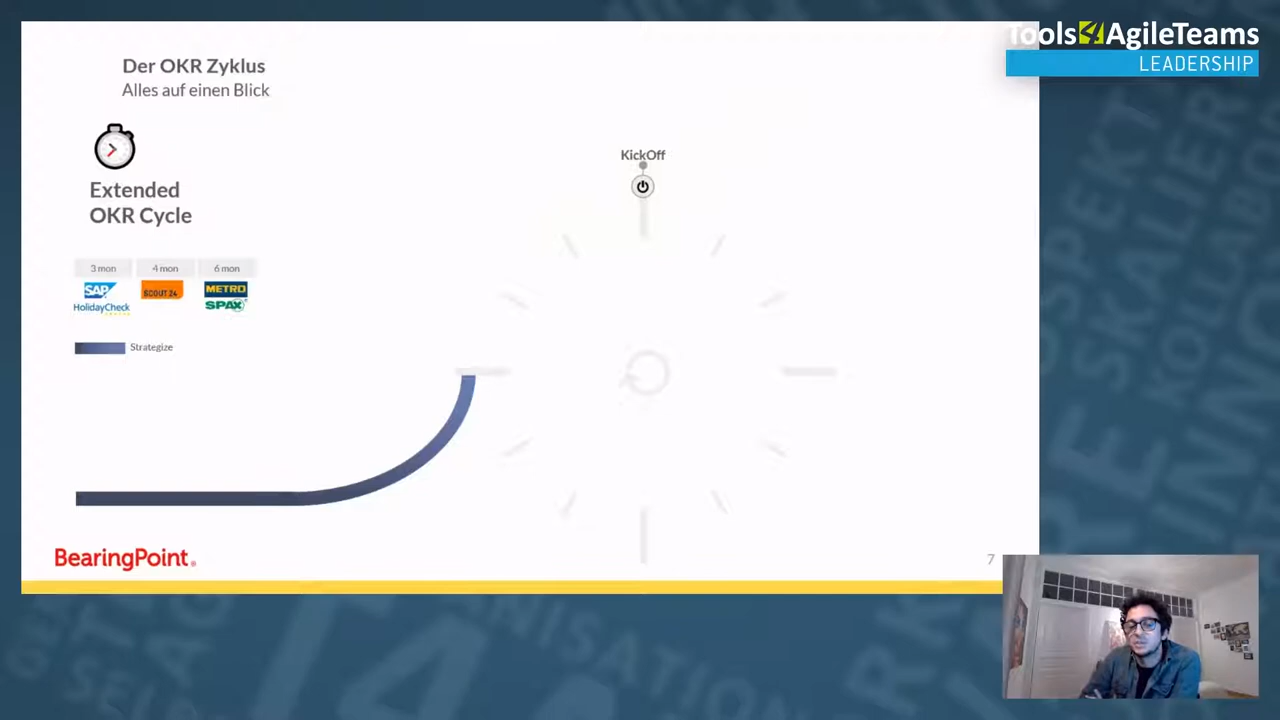 Tools4AgileTeams
LEADERSHIP
Der OKR Zyklus
Alles auf einen Blick
KickOff
Extended
OKR Cycle
3 mon 4 mon 6 mon
SAP SCOUT 24 METRO
HolidayCheck SPAX
Strategize
BearingPoint®
7